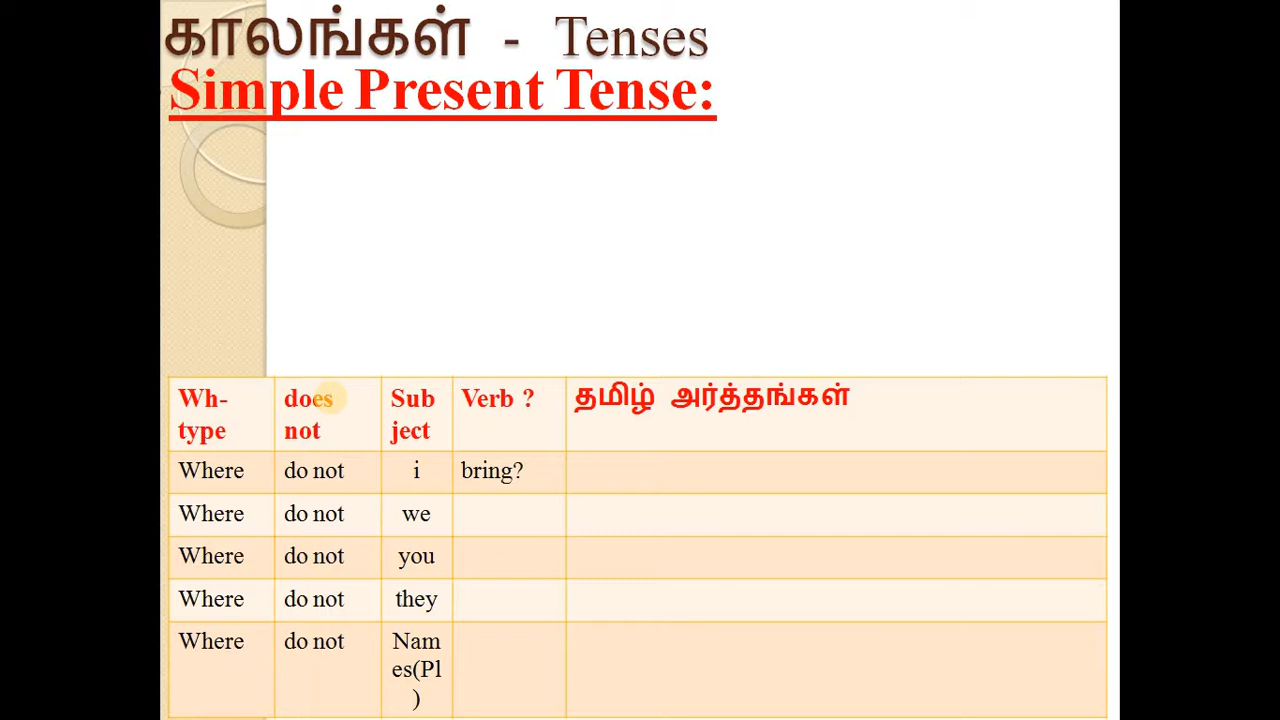 காலங்கள் - Tenses
Simple Present Tense:
Wh- does Sub Verb ? தமிழ் அர்த்தங்கள்
type not ject
Where do not i bring?
Where do not we
Where do not you
Where do not they
Where do not Nam
es(Pl
)